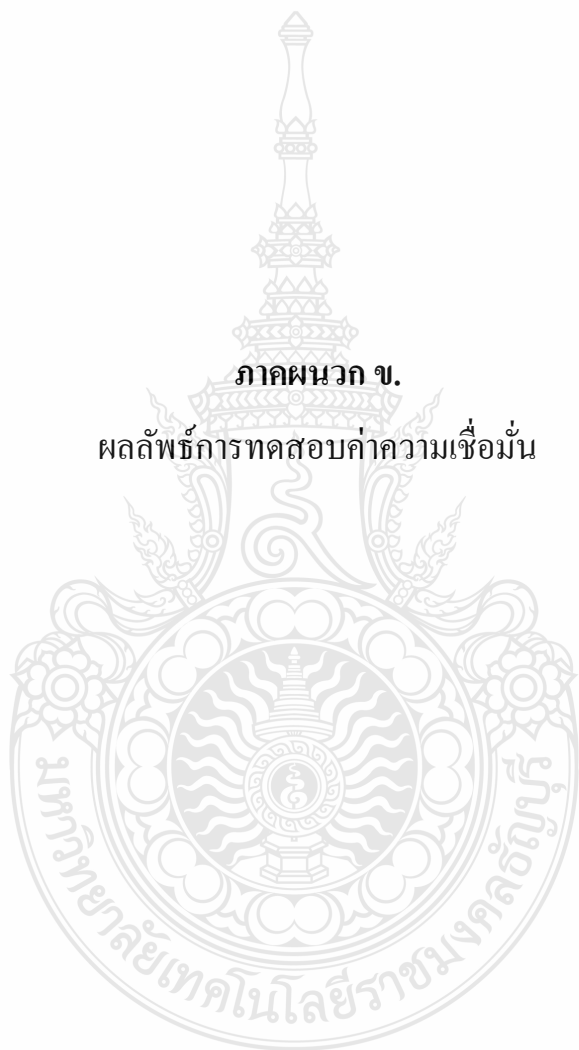 ภาคผนวก ข.
ผลลัพธ์การทดสอบค่าความเชื่อมั่น
มหาวิทยาลัยเทคโนโลยีราชมงคลธัญบุรี